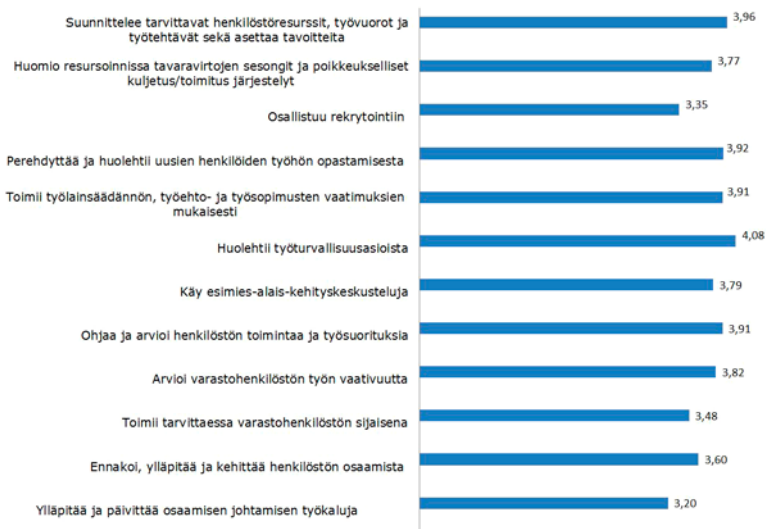 Suunnittelee tarvittavat henkilöstöresurssit, työvuorot ja
työtehtävät sekä asettaa tavoitteita
3,96
Huomio resursoinnissa tavaravirtojen sesongit ja poikkeukselliset
kuljetus/toimitus järjestelyt
3,77
Osallistuu rekrytointiin
3,35
Perehdyttää ja huolehtii uusien henkilöiden työhön opastamisesta
3,92
Toimii työlainsäädännön, työehto- ja työsopimusten vaatimuksien
mukaisesti
3,91
Huolehtii työturvallisuusasioista
4,08
Käy esimies-alais-kehityskeskusteluja
3,79
Ohjaa ja arvioi henkilöstön toimintaa ja työsuorituksia
3,91
Arvioi varastohenkilöstön työn vaativuutta
3,82
Toimii tarvittaessa varastohenkilöstön sijaisena
3,48
Ennakoi, ylläpitää ja kehittää henkilöstön osaamista
3,60
Ylläpitää ja päivittää osaamisen johtamisen työkaluja
3,20